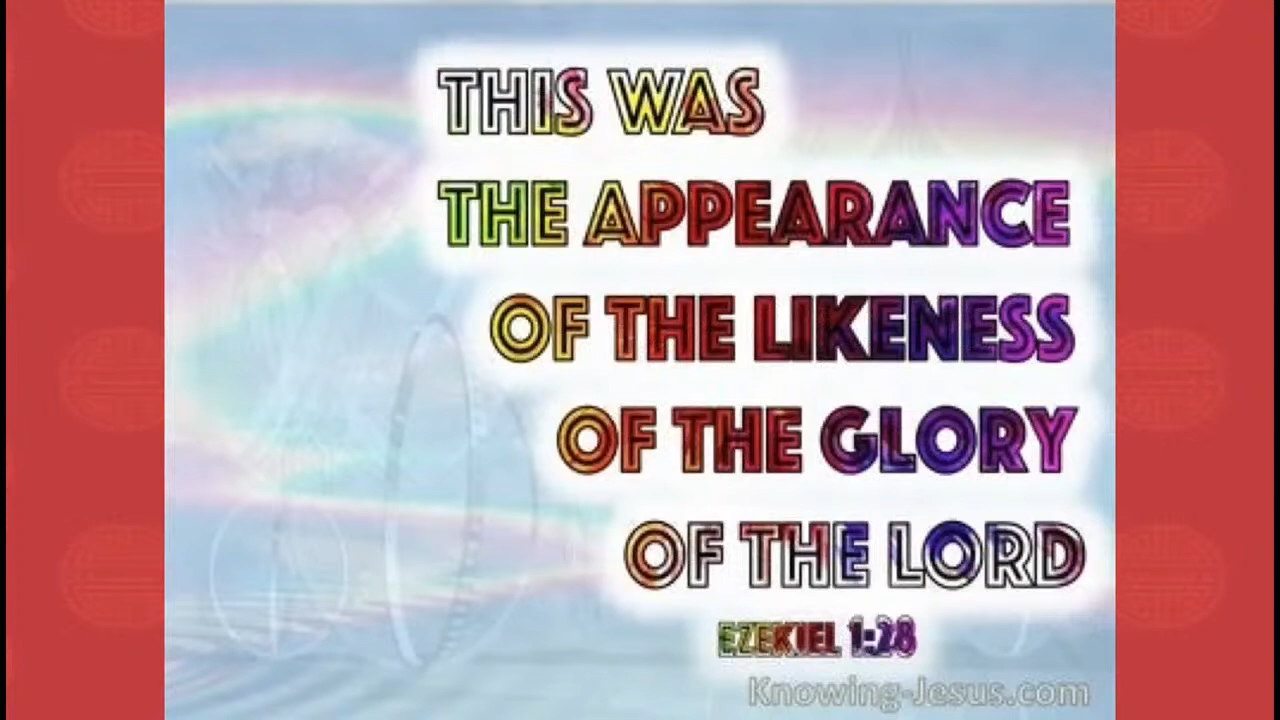 THIS WAS
THE APPEARANCE
OF THE LIKENESS
OF THE GLORY
OF THE LORD
EZEKIEL 1:28
Knowing-Jesus.com